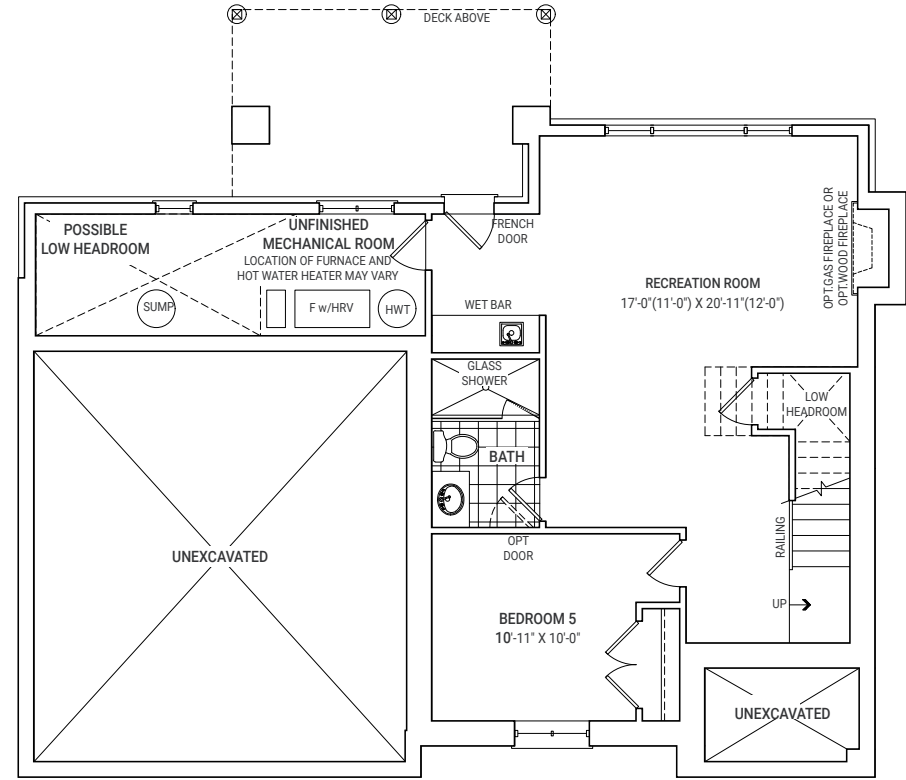 DECK ABOVE
POSSIBLE
LOW HEADROOM
UNFINISHED
MECHANICAL ROOM
LOCATION OF FURNACE AND
HOT WATER HEATER MAY VARY
FRENCH
DOOR
SUMP
F w/HRV
HWT
WET BAR
RECREATION ROOM
17'-0"(11'-0") X 20'-11"(12'-0")
OPT.GAS FIREPLACE OR
OPT.WOOD FIREPLACE
GLASS
SHOWER
LOW
HEADROOM
BATH
OPT
DOOR
RAILING
UNEXCAVATED
UP
BEDROOM 5
10'-11" X 10'-0"
UNEXCAVATED